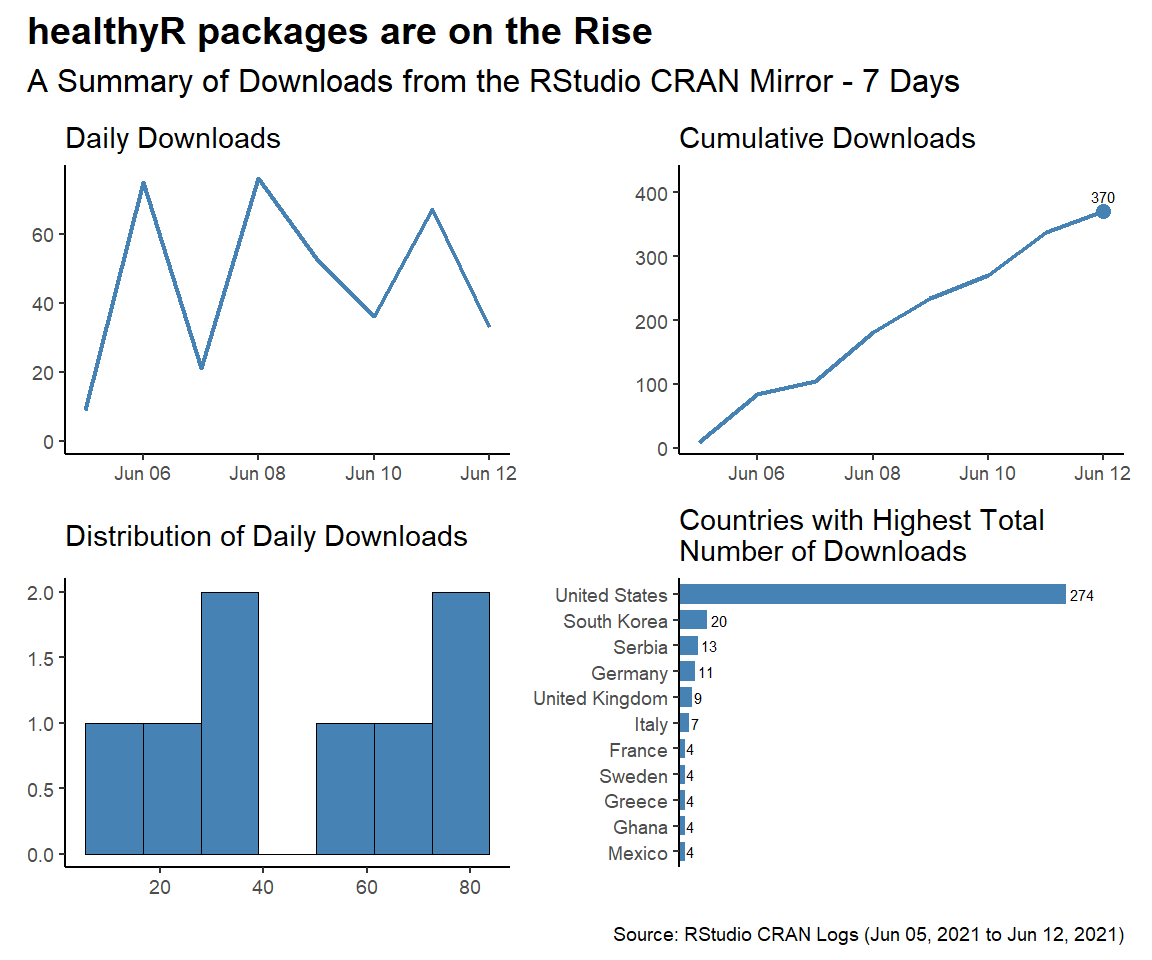 healthyR packages are on the Rise
A Summary of Downloads from the RStudio CRAN Mirror - 7 Days
Daily Downloads
60
40
20
0
Jun 06
Jun 08
Jun 10
Jun 12
Cumulative Downloads
400
300
200
100
0
370
Jun 06
Jun 08
Jun 10
Jun 12
Distribution of Daily Downloads
2.0
1.5
1.0
0.5
0.0
20
40
60
80
Countries with Highest Total
Number of Downloads
United States 274
South Korea 20
Serbia 13
Germany 11
United Kingdom 9
Italy 7
France 4
Sweden 4
Greece 4
Ghana 4
Mexico 4
Source: RStudio CRAN Logs (Jun 05, 2021 to Jun 12, 2021)